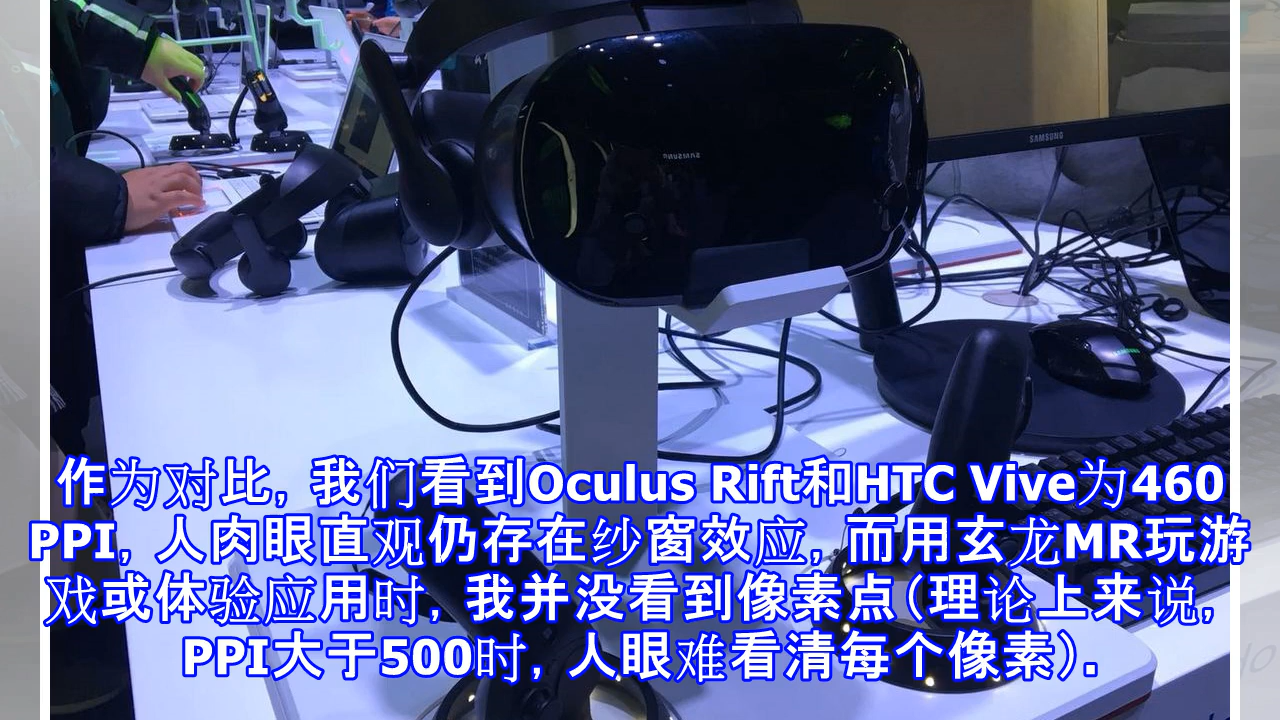 SAMSUNG
SAMSUNG
作为对比, 我们看到Oculus Rift和HTC Vive为460
PPI, 人肉眼直观仍存在纱窗效应, 而用玄龙MR玩游
戏或体验应用时, 我并没看到像素点(理论上来说,
PPI大于500时, 人眼难看清每个像素).